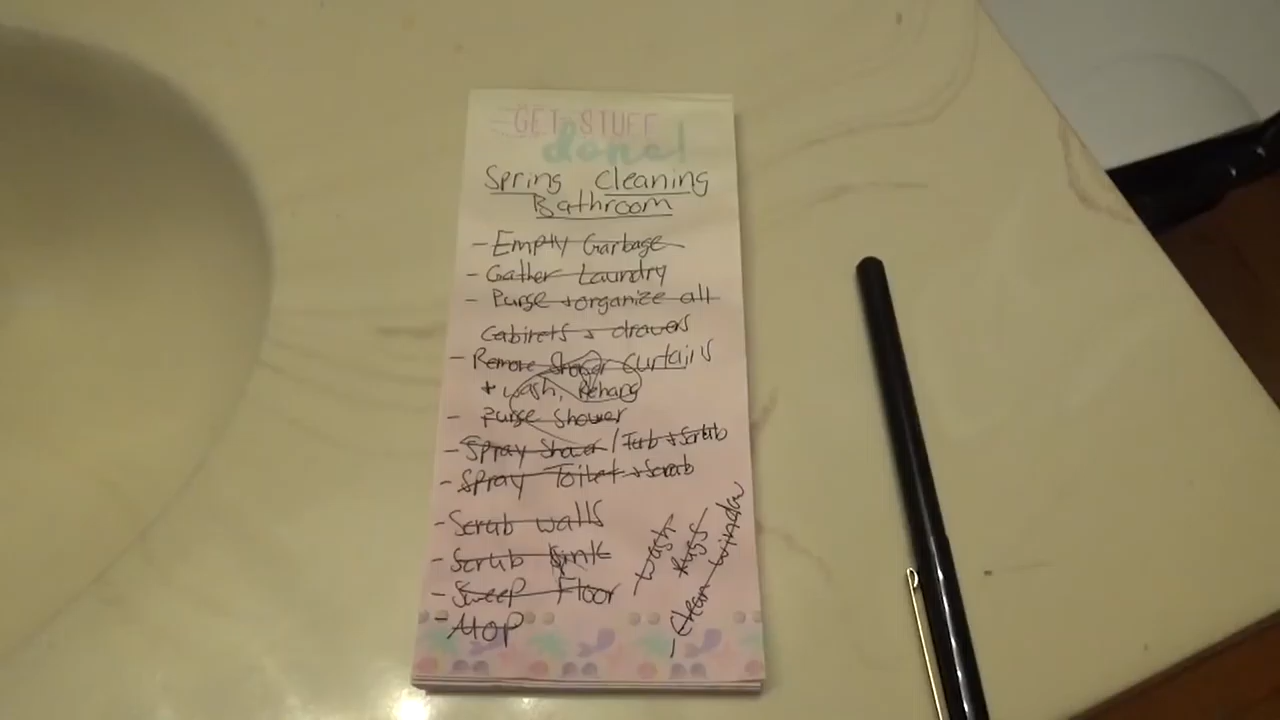 GET STUFF
done!
Spring Cleaning
Bathroom
- Empty Garbage
- Gather Laundry
- Purge + organize all
Cabinets + drawers
- Remove Shower curtains
+ wash, Rehang
- Purge Shower
- Spray Shower / Tub + Scrub
- Spray Toilet + Scrub
- Scrub walls
- Scrub Sink
- Sweep Floor
- Mop
- wash
Rugs
- Clean window